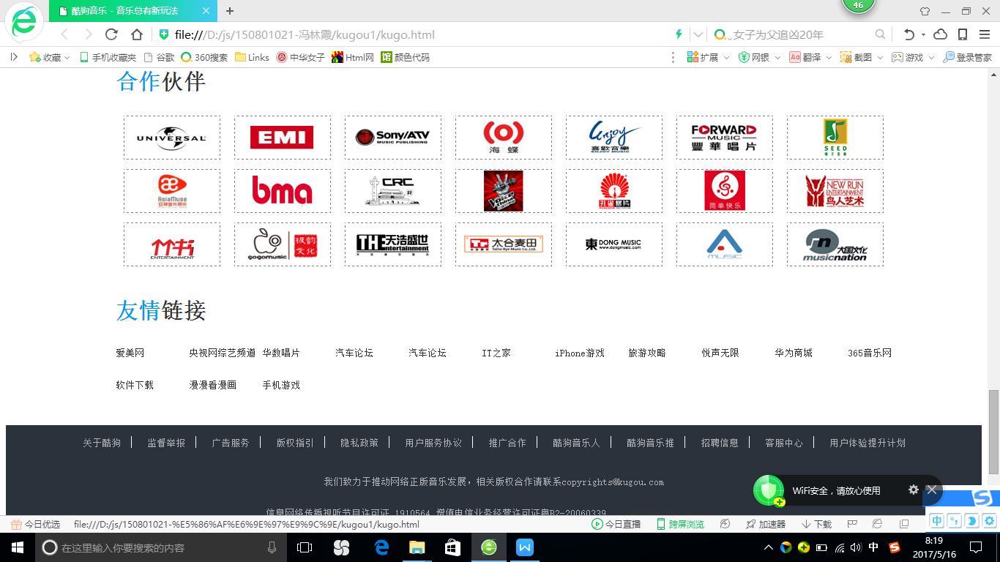 46
酷狗音乐 - 音乐总有新玩法
file:///D:/js/150801021-冯林霞/kugou1/kugo.html
女子为父追凶20年
收藏 手机收藏夹 谷歌 360搜索 Links 中华女子 Html网 颜色代码 扩展 网银 翻译 截图 游戏 登录管家
合作伙伴
UNIVERSAL
EMI
Sony/ATV
MUSIC PUBLISHING
海 蝶
Enjoy
喜歡音樂
ENJOY MUSIC
FORWARD
MUSIC
豐華唱片
SEED
種子音樂
AsiaMuse
亚神音乐娱乐
bma
CRC
R
孔雀唱片
简单快乐
NEW RUN
ENTERTAINMENT
鸟人艺术
竹书
ENTERTAINMENT
gogomusic
极韵文化
THE天浩盛世
Entertainment
TR
太合麦田
Taihe Rye Music Co.,Ltd.
東 DONG MUSIC
www.dongmusic.com
MUSIC
大国文化
musicnation
友情链接
爱美网 央视网综艺频道 华数唱片 汽车论坛 汽车论坛 IT之家 iPhone游戏 旅游攻略 悦声无限 华为商城 365音乐网
软件下载 漫漫看漫画 手机游戏
关于酷狗 监督举报 广告服务 版权指引 隐私政策 用户服务协议 推广合作 酷狗音乐人 酷狗音乐推 招聘信息 客服中心 用户体验提升计划
我们致力于推动网络正版音乐发展，相关版权合作请联系copyrights@kugou.com
信息网络传播视听节目许可证 1910564 增值电信业务经营许可证粤B2-20060339
WiFi安全，请放心使用
中
今日优选 file:///D:/js/150801021-%E5%86%AF%E6%9E%97%E9%9C%9E/kugou1/kugo.html 今日直播 跨屏浏览 加速器 下载
在这里输入你要搜索的内容
中
8:19
2017/5/16